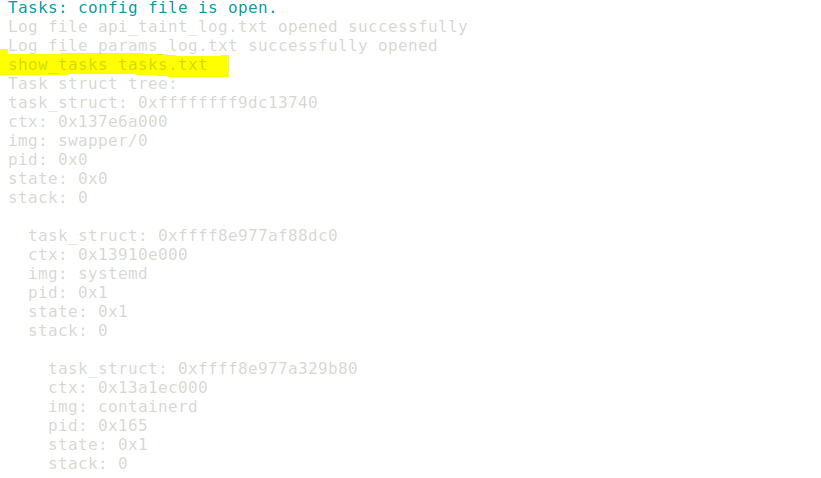 Tasks: config file is open.
Log file api_taint_log.txt opened successfully
Log file params_log.txt successfully opened
show_tasks tasks.txt
Task struct tree:
task_struct: 0xffffffff9dc13740
ctx: 0x137e6a000
img: swapper/0
pid: 0x0
state: 0x0
stack: 0
task_struct: 0xffff8e977af88dc0
ctx: 0x13910e000
img: systemd
pid: 0x1
state: 0x1
stack: 0
task_struct: 0xffff8e977a329b80
ctx: 0x13a1ec000
img: containerd
pid: 0x165
state: 0x1
stack: 0